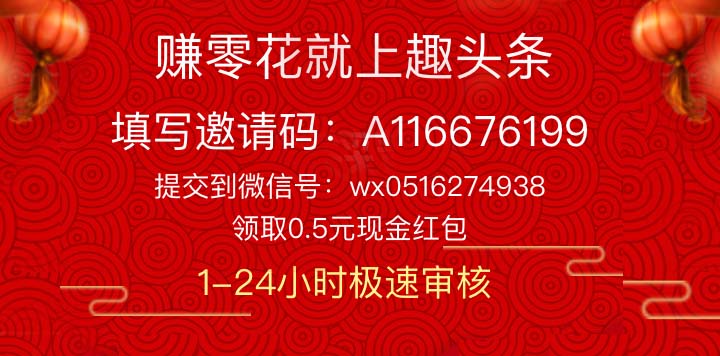 赚零花就上趣头条
填写邀请码：A116676199
提交到微信号：wx0516274938
领取0.5元现金红包
1-24小时极速审核